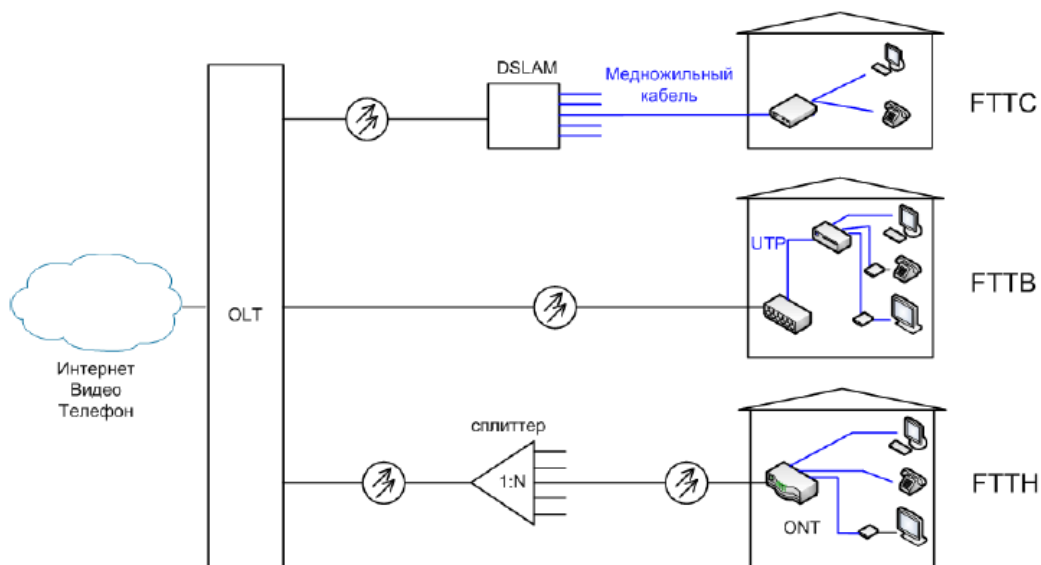 DSLAM
Медножильный
кабель
FTTC
UTP
FTTB
OLT
Интернет
Видео
Телефон
сплиттер
1:N
ONT
FTTH